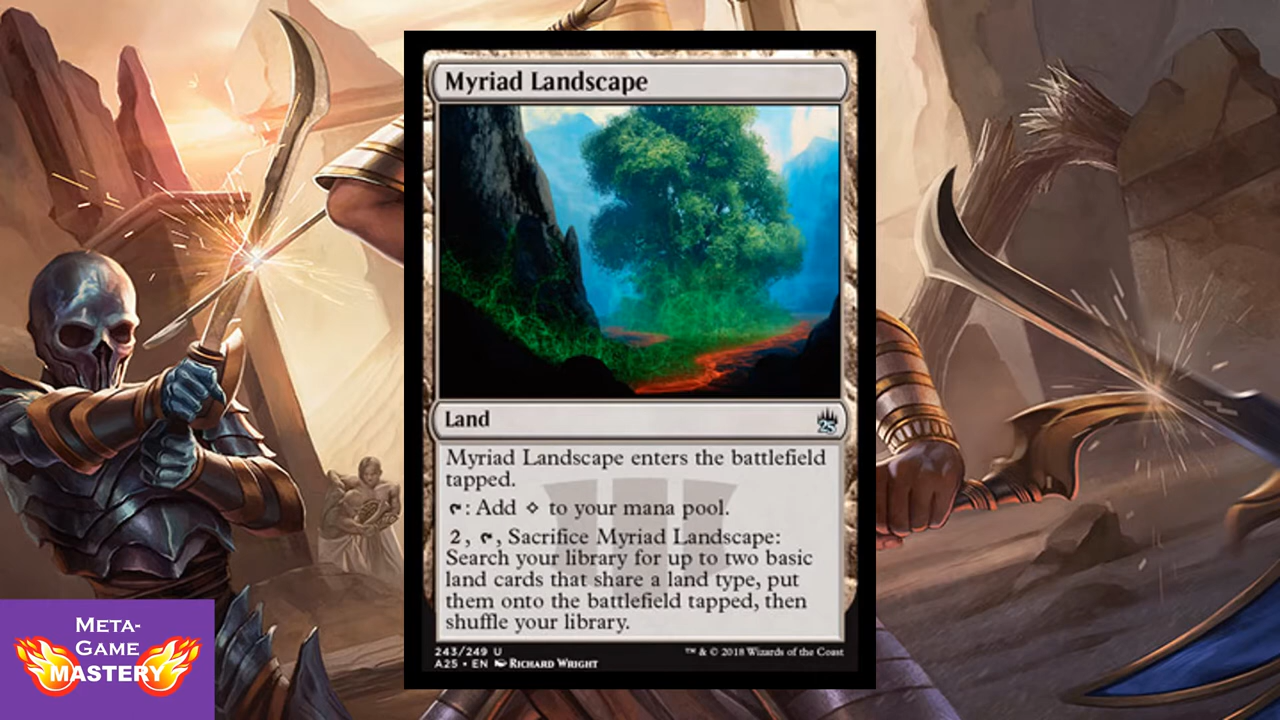 Myriad Landscape
Land
25
Myriad Landscape enters the battlefield
tapped.
: Add to your mana pool.
2, , Sacrifice Myriad Landscape:
Search your library for up to two basic
land cards that share a land type, put
them onto the battlefield tapped, then
shuffle your library.
243/249 U
A25 • EN RICHARD WRIGHT
™ & © 2018 Wizards of the Coast
META-
GAME
MASTERY